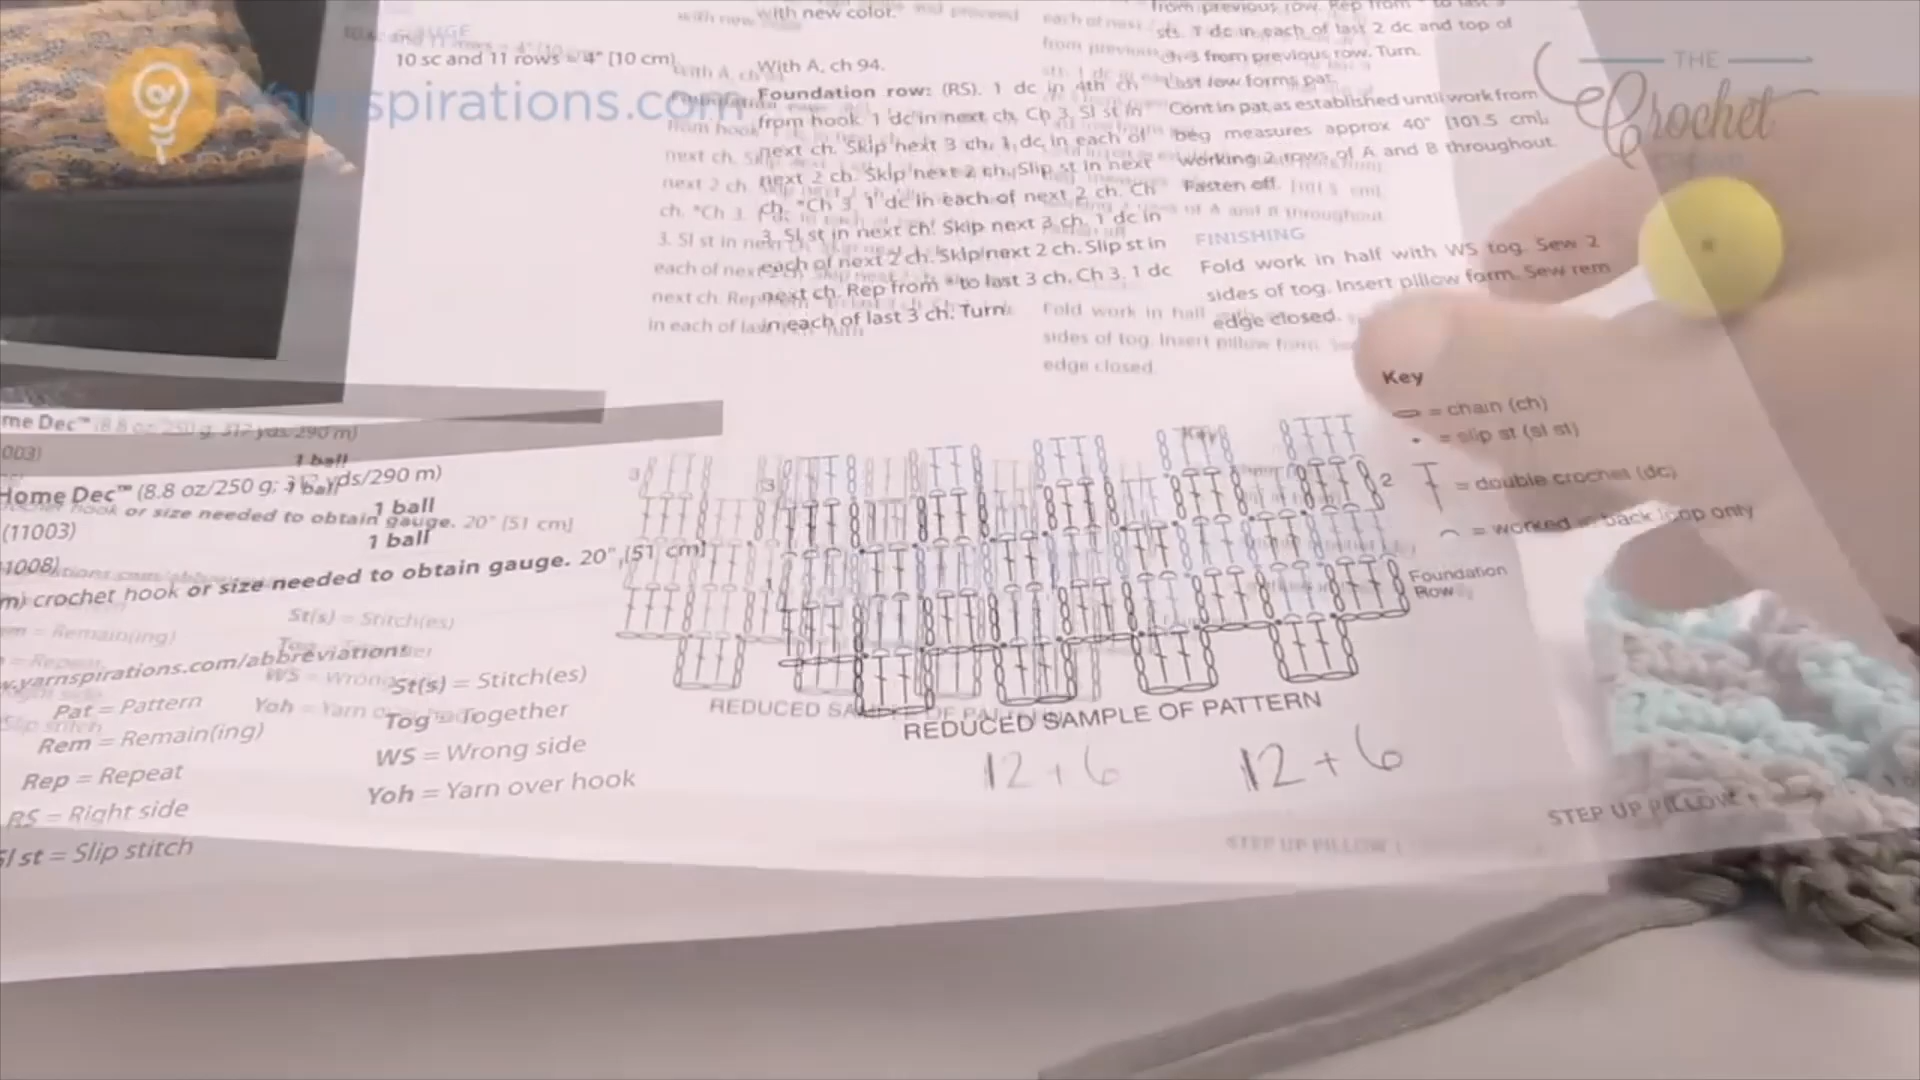 Yarnspirations.com
THE
Crochet
10 sc and 11 rows = 4" [10 cm]
with new color.
With A, ch 94.
Foundation row: (RS). 1 dc in 4th ch
from hook. 1 dc in next ch. Ch 3. Sl st in
next ch. Skip next 3 ch. 1 dc in each of
next 2 ch. Skip next 2 ch. Slip st in next
ch. *Ch 3. 1 dc in each of next 2 ch. Ch
3. Sl st in next ch. Skip next 3 ch. 1 dc in
each of next 2 ch. Skip next 2 ch. Slip st in
next ch. Rep from * to last 3 ch. Ch 3. 1 dc
in each of last 3 ch. Turn.
sts. 1 dc in each of last 2 dc and top of
ch-3 from previous row. Turn.
Last row forms pat.
Cont in pat as established until work from
beg measures approx 40" [101.5 cm],
working 2 rows of A and B throughout.
Fasten off.
FINISHING
Fold work in half with WS tog. Sew 2
sides of tog. Insert pillow form. Sew rem
edge closed.
Key
= chain (ch)
= slip st (sl st)
= double crochet (dc)
= worked in back loop only
Foundation
Row
3
2
1
REDUCED SAMPLE OF PATTERN
12 + 6
12 + 6
STEP UP PILLOW
Home Dec™ (8.8 oz/250 g; yds/290 m)
1 ball
(11003)
1 ball
m) crochet hook or size needed to obtain gauge. 20" [51 cm]
yarnspirations.com/abbreviations
Pat = Pattern
Rem = Remain(ing)
Rep = Repeat
RS = Right side
Sl st = Slip stitch
St(s) = Stitch(es)
Tog = Together
WS = Wrong side
Yoh = Yarn over hook